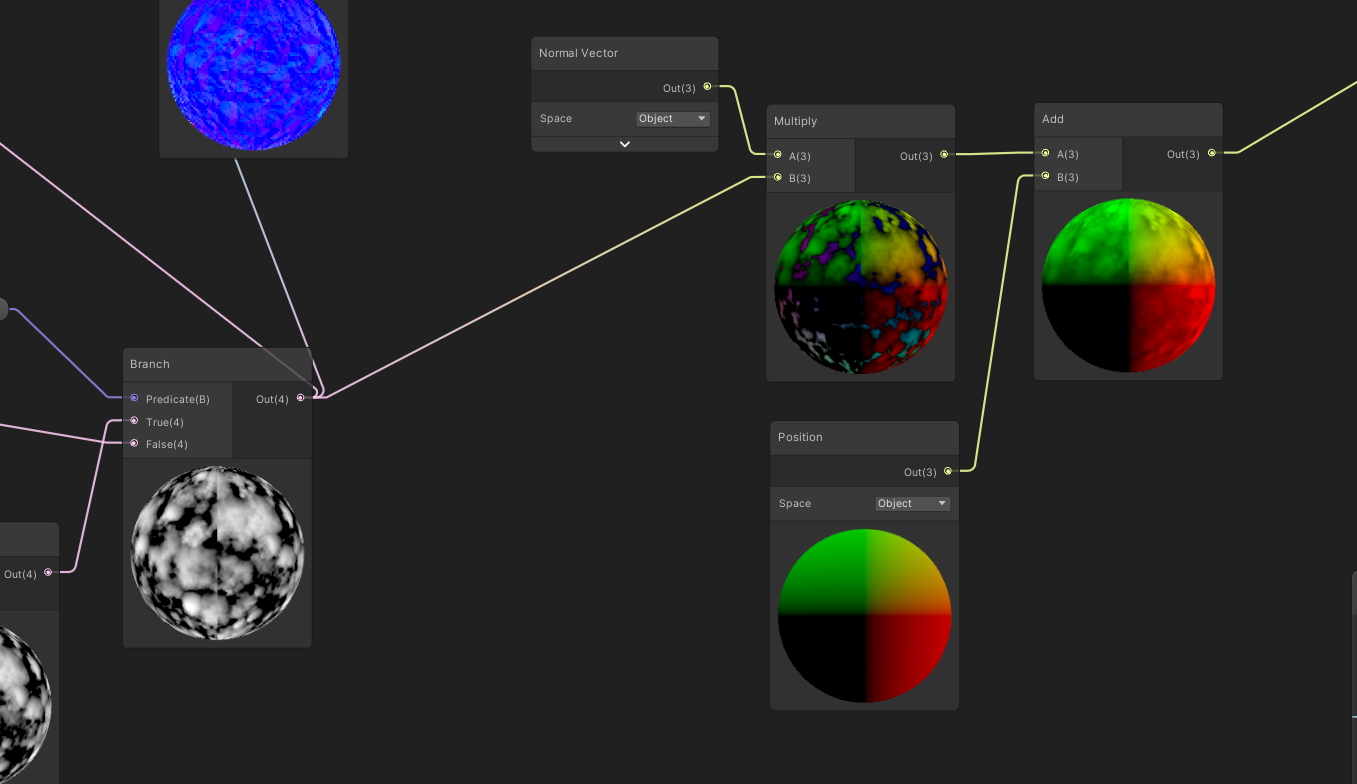 Normal Vector
Out(3)
Space
Object
Multiply
A(3)
Out(3)
B(3)
Add
A(3)
Out(3)
B(3)
Branch
Predicate(B)
Out(4)
True(4)
False(4)
Position
Out(3)
Space
Object
Out(4)